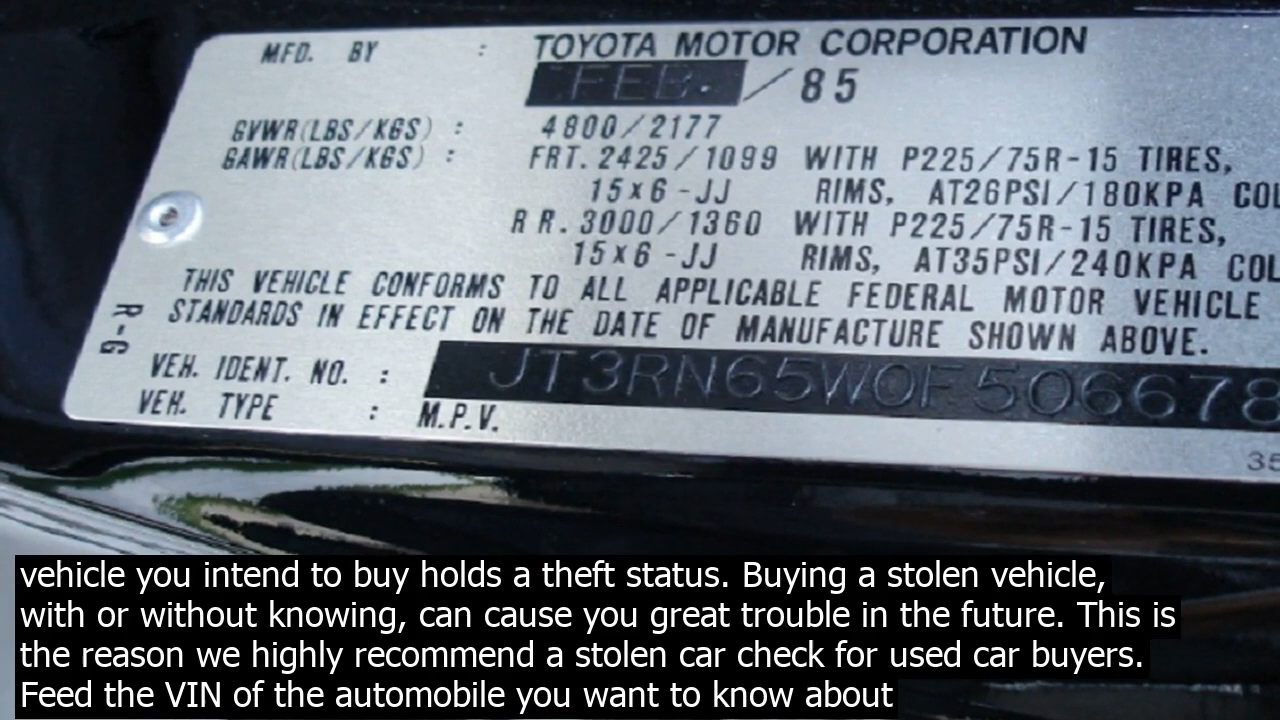 MFD. BY : TOYOTA MOTOR CORPORATION
FEB. / 85
GVWR(LBS/KGS) : 4800/2177
GAWR(LBS/KGS) : FRT. 2425/1099 WITH P225/75R-15 TIRES,
15x6-JJ RIMS, AT26PSI/180KPA COL
RR. 3000/1360 WITH P225/75R-15 TIRES,
15x6-JJ RIMS, AT35PSI/240KPA COL
THIS VEHICLE CONFORMS TO ALL APPLICABLE FEDERAL MOTOR VEHICLE
STANDARDS IN EFFECT ON THE DATE OF MANUFACTURE SHOWN ABOVE.
R-G
VEH. IDENT. NO. : JT3RN65W0F506678
VEH. TYPE : M.P.V.
35
vehicle you intend to buy holds a theft status. Buying a stolen vehicle,
with or without knowing, can cause you great trouble in the future. This is
the reason we highly recommend a stolen car check for used car buyers.
Feed the VIN of the automobile you want to know about